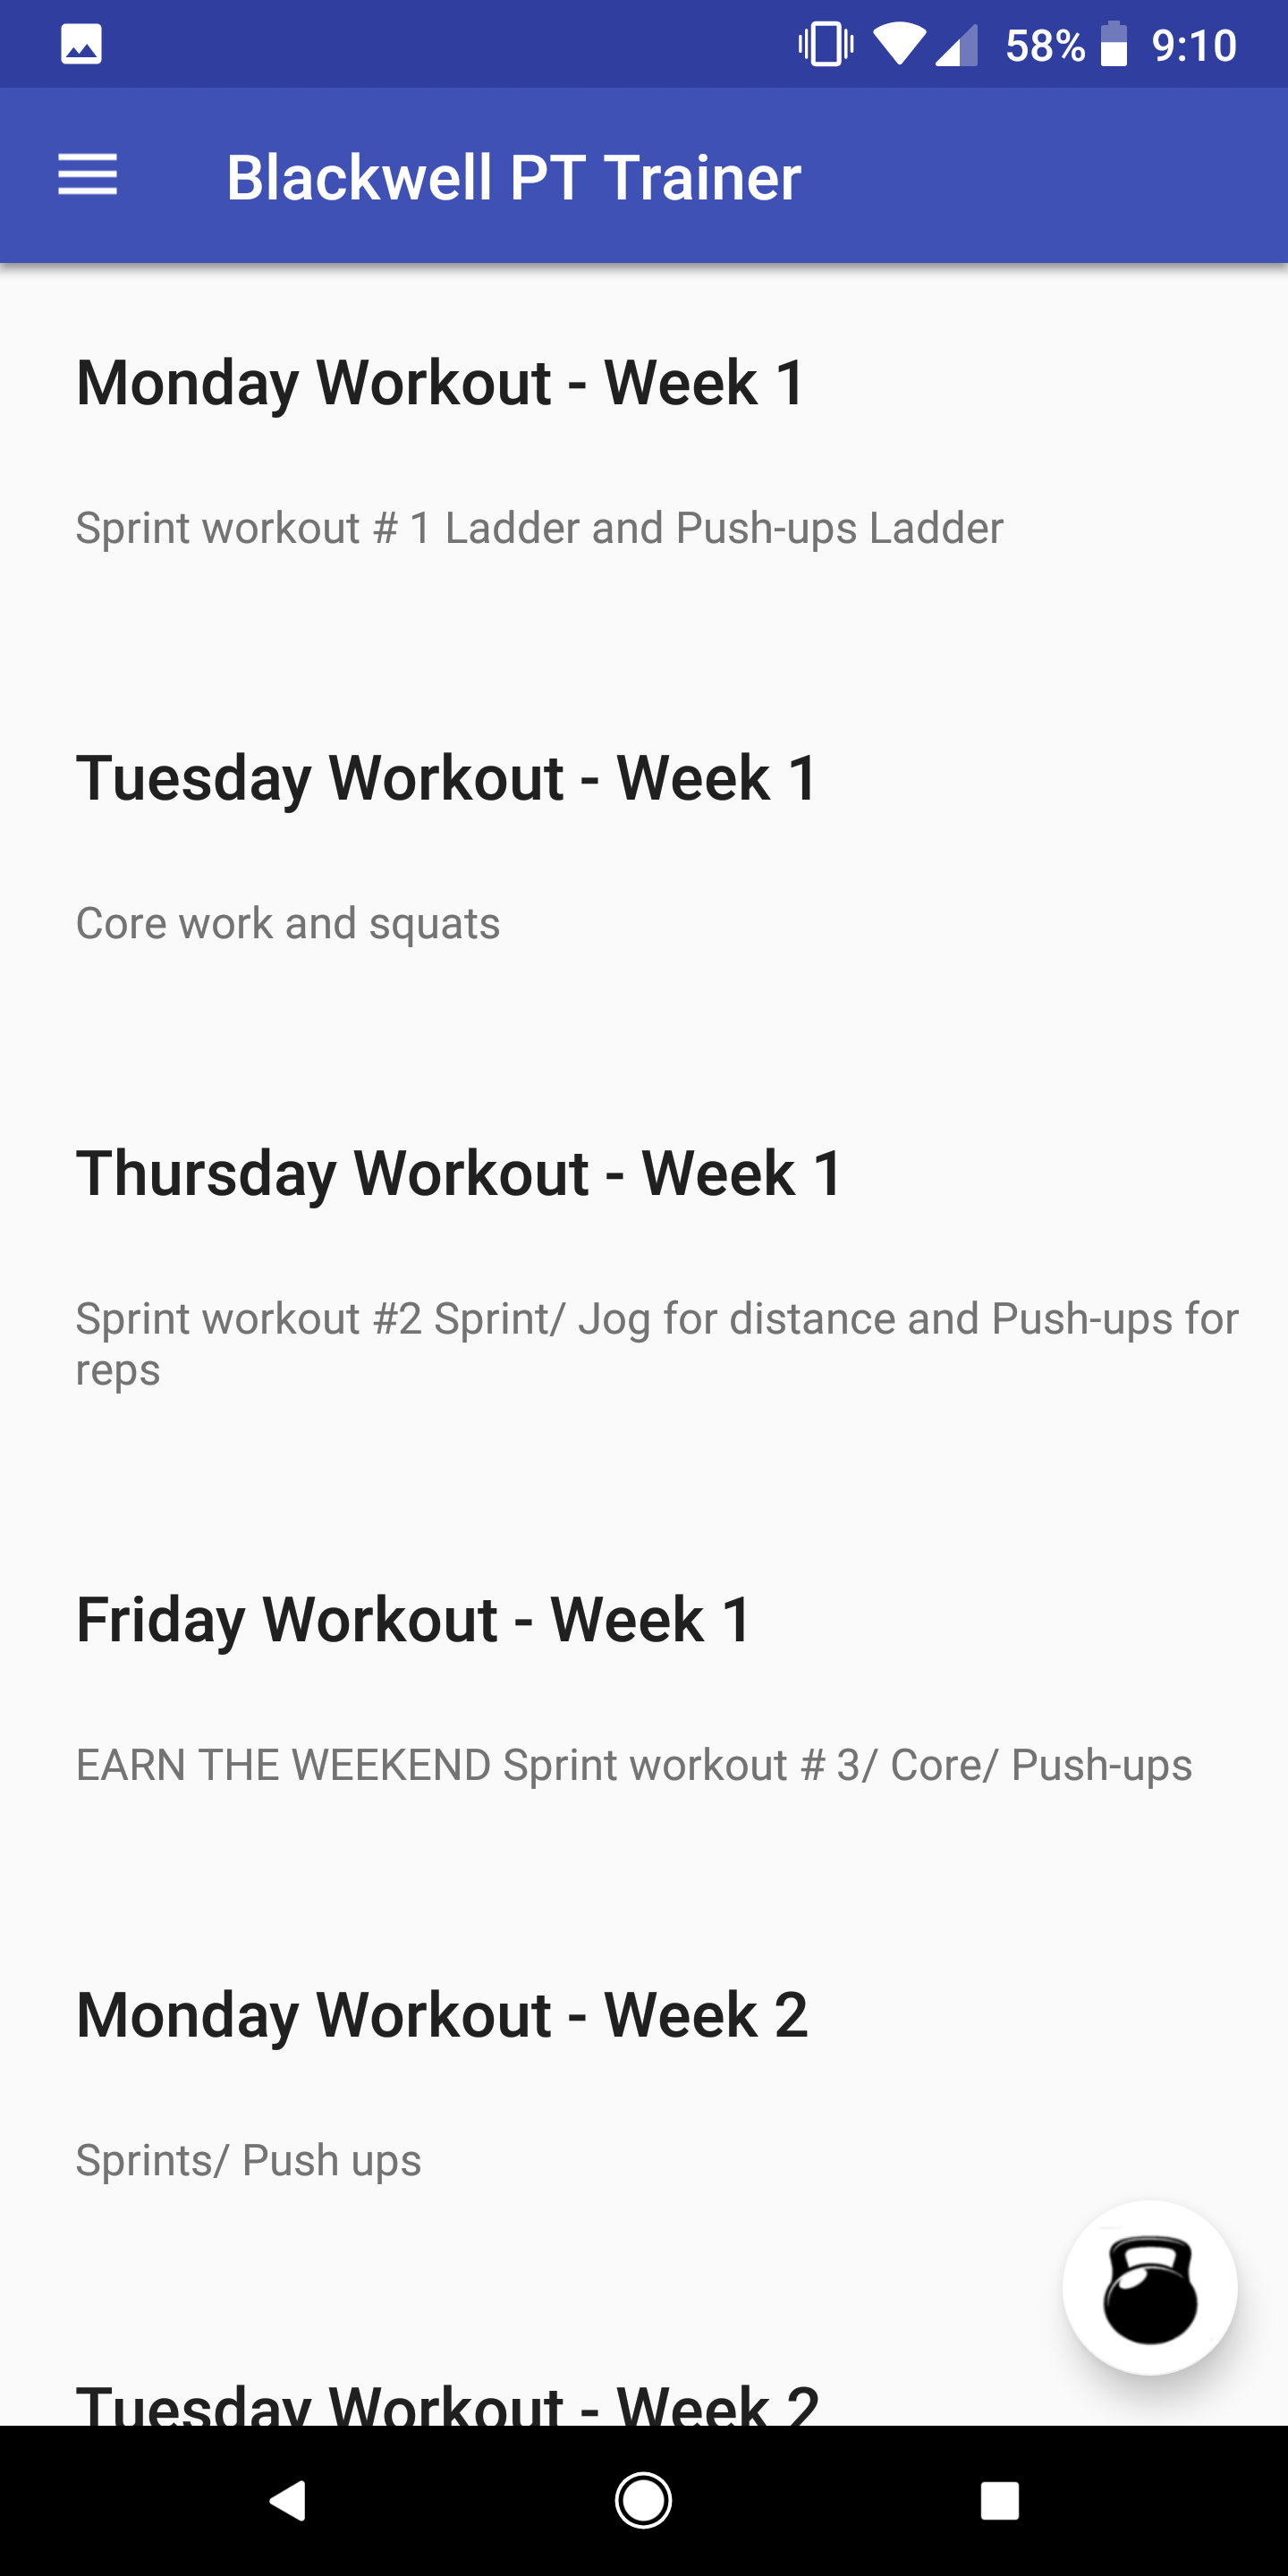 58% 9:10
Blackwell PT Trainer
Monday Workout - Week 1
Sprint workout # 1 Ladder and Push-ups Ladder
Tuesday Workout - Week 1
Core work and squats
Thursday Workout - Week 1
Sprint workout #2 Sprint/ Jog for distance and Push-ups for
reps
Friday Workout - Week 1
EARN THE WEEKEND Sprint workout # 3/ Core/ Push-ups
Monday Workout - Week 2
Sprints/ Push ups
Tuesday Workout - Week 2